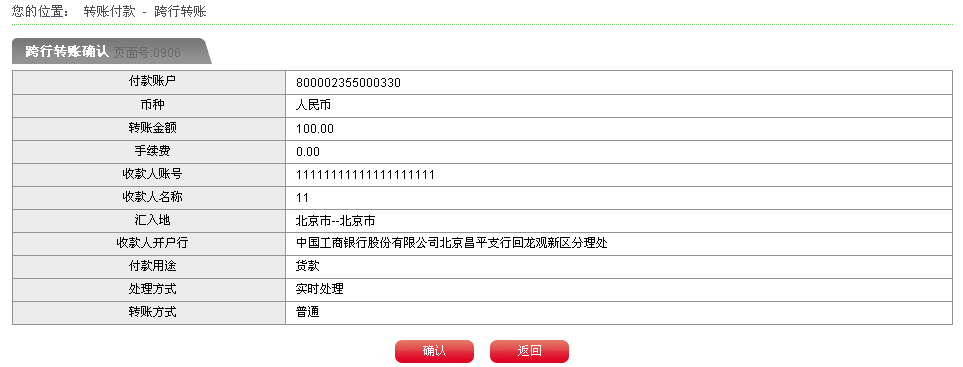 您的位置： 转账付款 - 跨行转账
跨行转账确认 页面号:0906
付款账户 800002355000330
币种 人民币
转账金额 100.00
手续费 0.00
收款人账号 11111111111111111111
收款人名称 11
汇入地 北京市--北京市
收款人开户行 中国工商银行股份有限公司北京昌平支行回龙观新区分理处
付款用途 货款
处理方式 实时处理
转账方式 普通
确认 返回